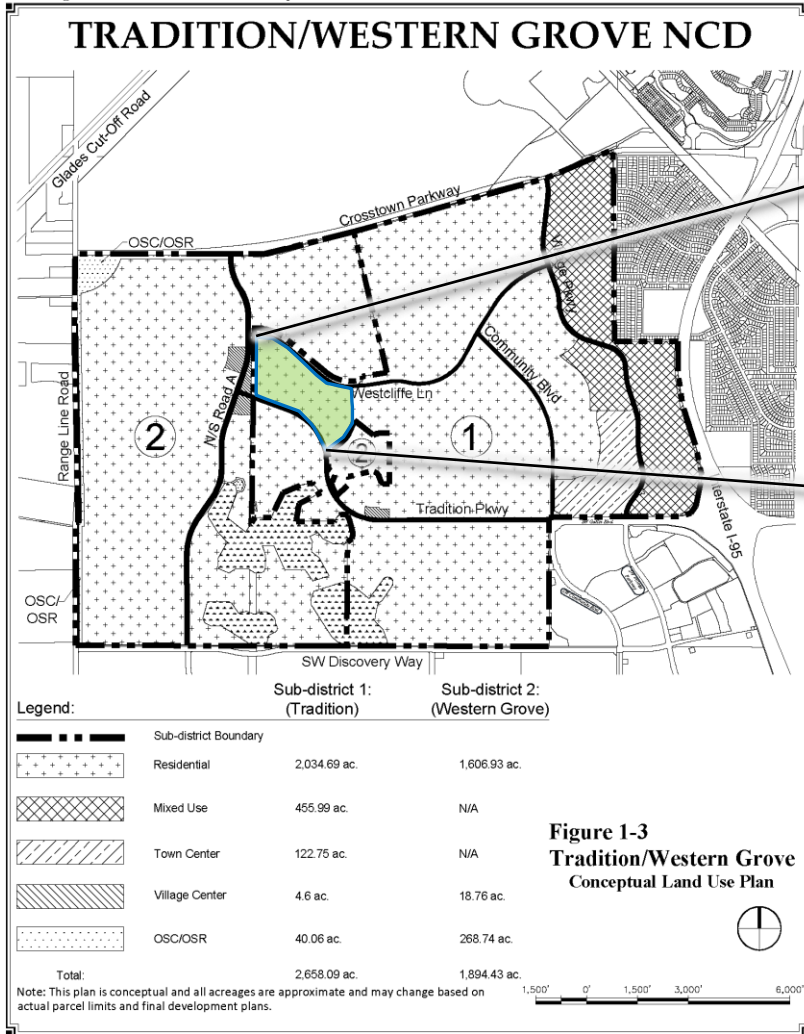 TRADITION/WESTERN GROVE NCD
Glades Cut-Off Road
Crosstown Parkway
OSC/OSR
Village Pkwy
Community Blvd
Westcliffe Ln
N/S Road A
Range Line Road
2
1
2
Tradition Pkwy
Interstate I-95
OSC/
OSR
SW Discovery Way
Legend:
Sub-district 1:
(Tradition)
Sub-district 2:
(Western Grove)
Sub-district Boundary
Residential 2,034.69 ac. 1,606.93 ac.
Mixed Use 455.99 ac. N/A
Town Center 122.75 ac. N/A
Village Center 4.6 ac. 18.76 ac.
OSC/OSR 40.06 ac. 268.74 ac.
Total: 2,658.09 ac. 1,894.43 ac.
Note: This plan is conceptual and all acreages are approximate and may change based on
actual parcel limits and final development plans.
Figure 1-3
Tradition/Western Grove
Conceptual Land Use Plan
1,500' 0' 1,500' 3,000' 6,000'